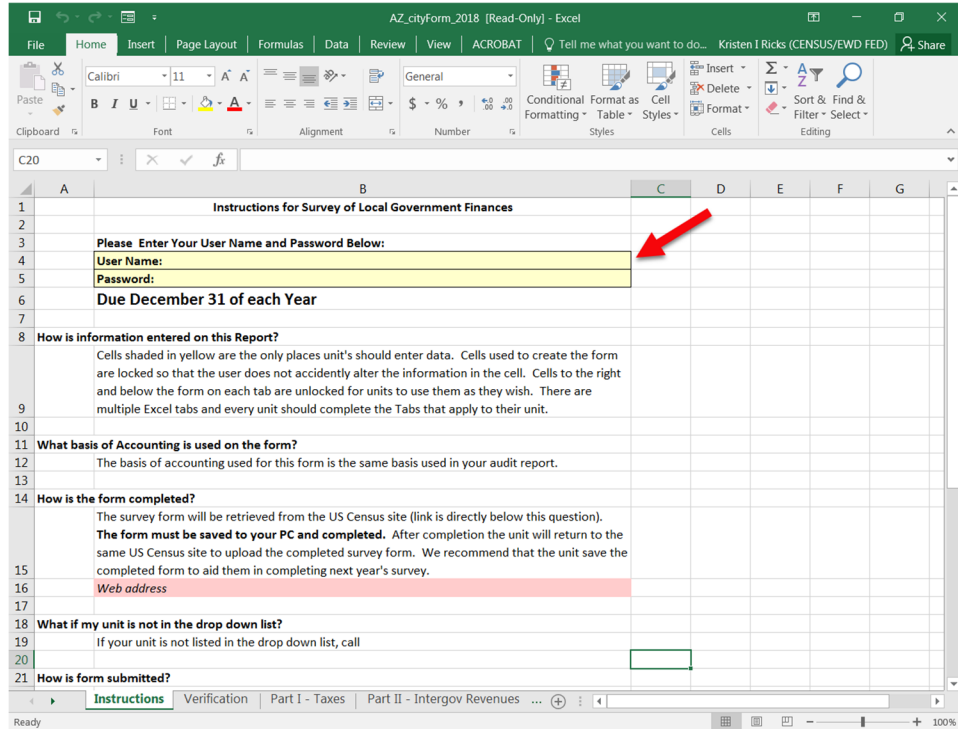 AZ_cityForm_2018 [Read-Only] - Excel
File Home Insert Page Layout Formulas Data Review View ACROBAT Tell me what you want to do... Kristen I Ricks (CENSUS/EWD FED) Share
Paste
Calibri 11 A A
B I U A
General
$ % , .0 .00 .00 .0
Conditional Formatting
Format as Table
Cell Styles
Insert
Delete
Format
Σ
A Z
Sort & Filter
Find & Select
Clipboard Font Alignment Number Styles Cells Editing
C20 fx
A B C D E F G
1 Instructions for Survey of Local Government Finances
2
3 Please Enter Your User Name and Password Below:
4 User Name:
5 Password:
6 Due December 31 of each Year
7
8 How is information entered on this Report?
Cells shaded in yellow are the only places unit's should enter data. Cells used to create the form
are locked so that the user does not accidently alter the information in the cell. Cells to the right
and below the form on each tab are unlocked for units to use them as they wish. There are
9 multiple Excel tabs and every unit should complete the Tabs that apply to their unit.
10
11 What basis of Accounting is used on the form?
12 The basis of accounting used for this form is the same basis used in your audit report.
13
14 How is the form completed?
The survey form will be retrieved from the US Census site (link is directly below this question).
The form must be saved to your PC and completed. After completion the unit will return to the
same US Census site to upload the completed survey form. We recommend that the unit save the
15 completed form to aid them in completing next year's survey.
16 Web address
17
18 What if my unit is not in the drop down list?
19 If your unit is not listed in the drop down list, call
20
21 How is form submitted?
Instructions Verification Part I - Taxes Part II - Intergov Revenues ...
Ready 100%